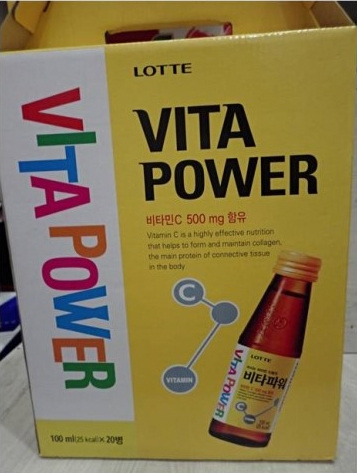 LOTTE
VITA
POWER
비타민C 500 mg 함유
Vitamin C is a highly effective nutrition
that helps to form and maintain collagen,
the main protein of connective tissue
in the body
VITA POWER
C
VITAMIN
LOTTE
비타파워
VITA POWER
C
100 ml(25 kcal)X 20병